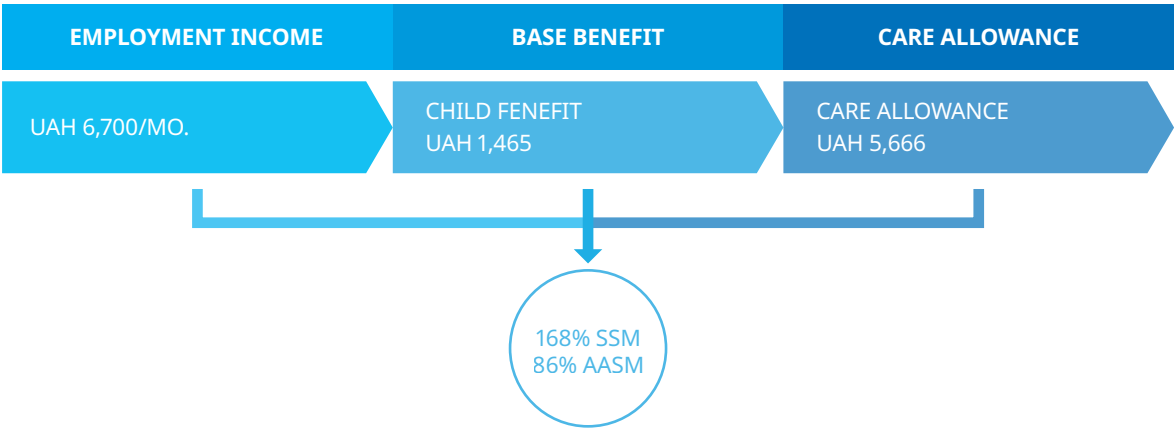 EMPLOYMENT INCOME
BASE BENEFIT
CARE ALLOWANCE
UAH 6,700/MO.
CHILD FENEFIT
UAH 1,465
CARE ALLOWANCE
UAH 5,666
168% SSM
86% AASM